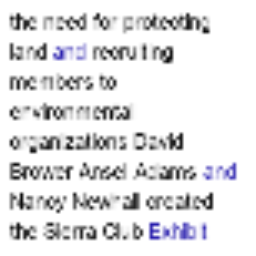 the need for protecting
land and recruiting
members to
environmental
organizations David
Brower Ansel Adams and
Nancy Newhall created
the Sierra Club Exhibit